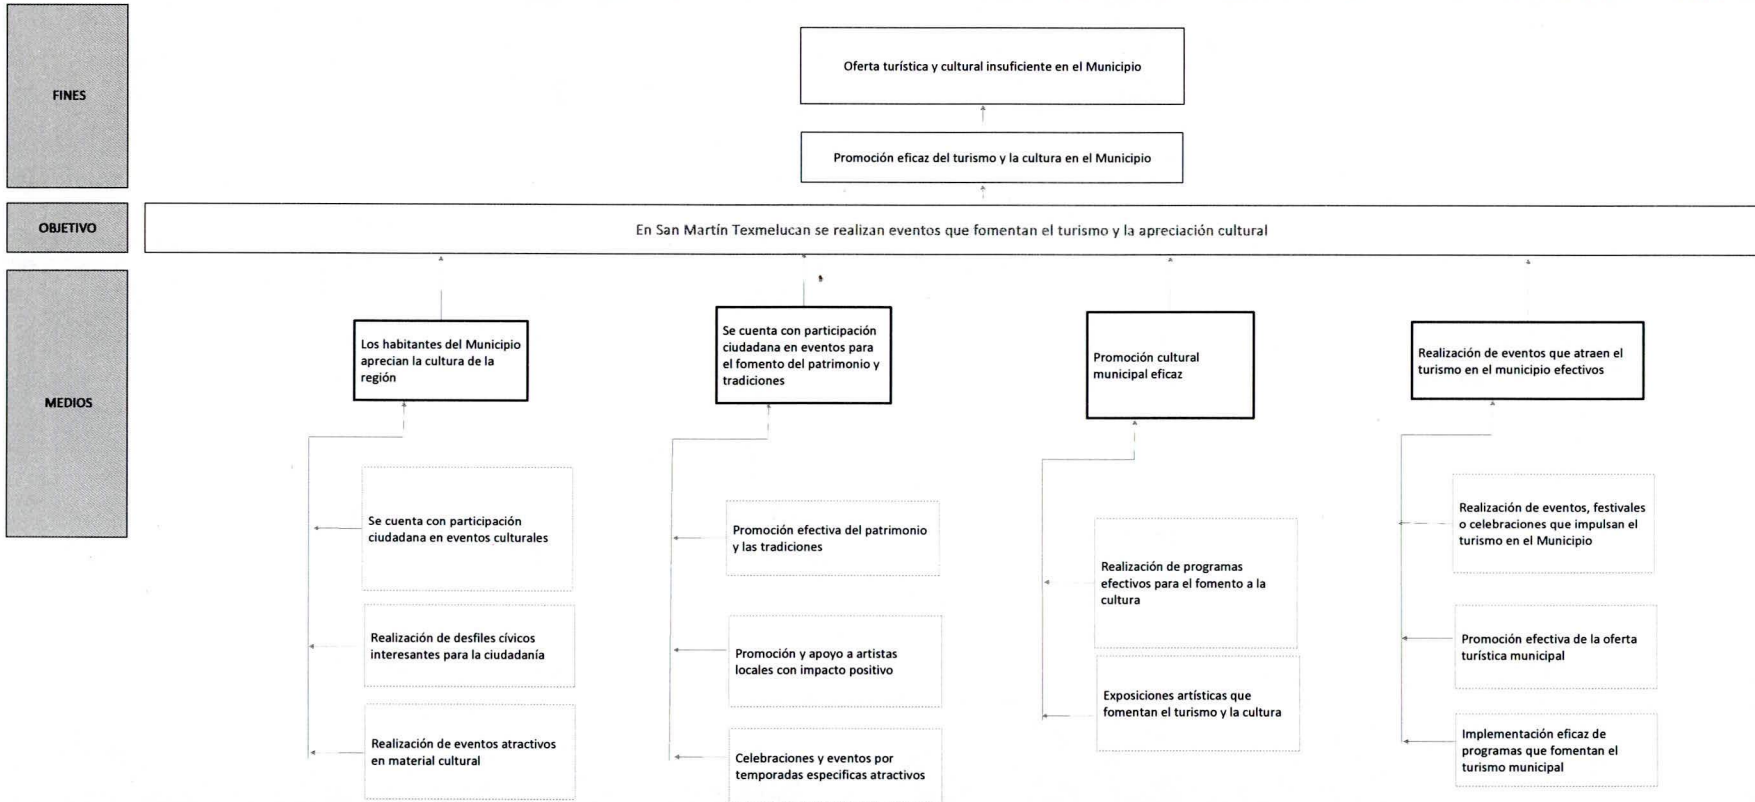 FINES
Oferta turística y cultural insuficiente en el Municipio
Promoción eficaz del turismo y la cultura en el Municipio
OBJETIVO
En San Martín Texmelucan se realizan eventos que fomentan el turismo y la apreciación cultural
MEDIOS
Los habitantes del Municipio
aprecian la cultura de la
región
Se cuenta con participación
ciudadana en eventos culturales
Realización de desfiles cívicos
interesantes para la ciudadanía
Realización de eventos atractivos
en material cultural
Se cuenta con participación
ciudadana en eventos para
el fomento del patrimonio y
tradiciones
Promoción efectiva del patrimonio
y las tradiciones
Promoción y apoyo a artistas
locales con impacto positivo
Celebraciones y eventos por
temporadas especificas atractivos
Promoción cultural
municipal eficaz
Realización de programas
efectivos para el fomento a la
cultura
Exposiciones artísticas que
fomentan el turismo y la cultura
Realización de eventos que atraen el
turismo en el municipio efectivos
Realización de eventos, festivales
o celebraciones que impulsan el
turismo en el Municipio
Promoción efectiva de la oferta
turística municipal
Implementación eficaz de
programas que fomentan el
turismo municipal